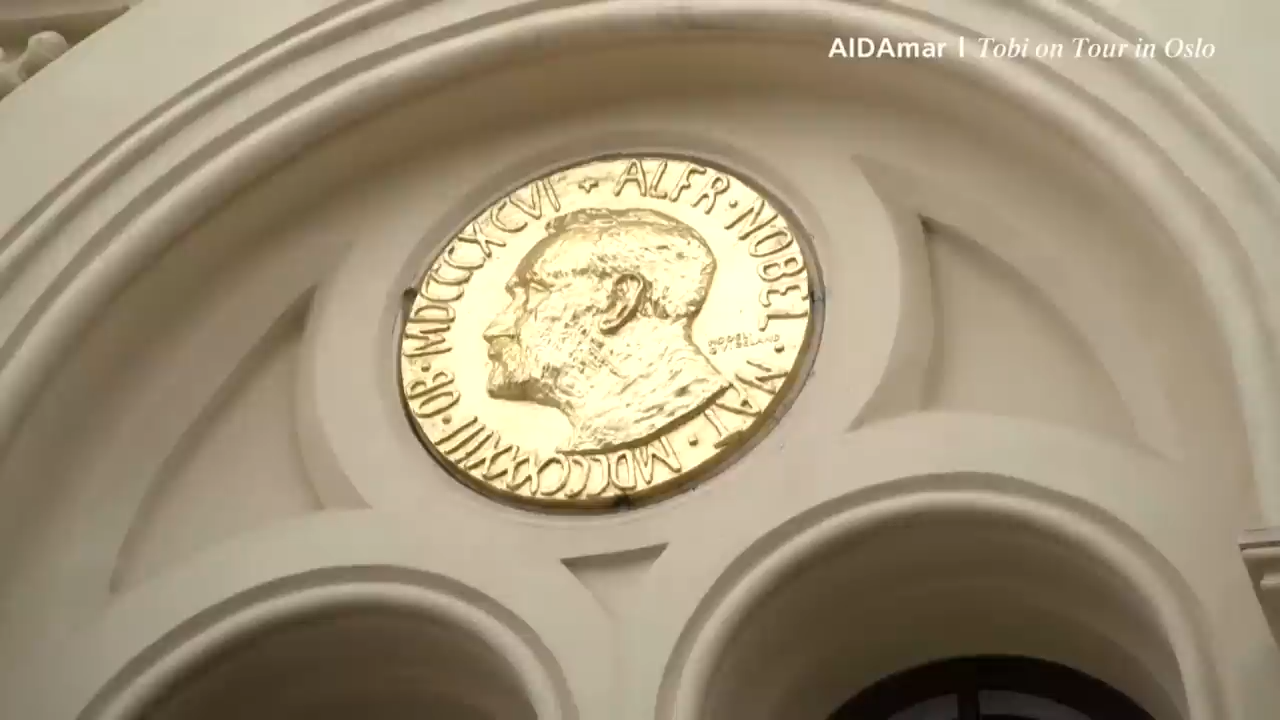 AIDAmar | Tobi on Tour in Oslo
ALFR · NOBEL · NAT · MDCCCXXXIII · OB · MDCCCXCVI +